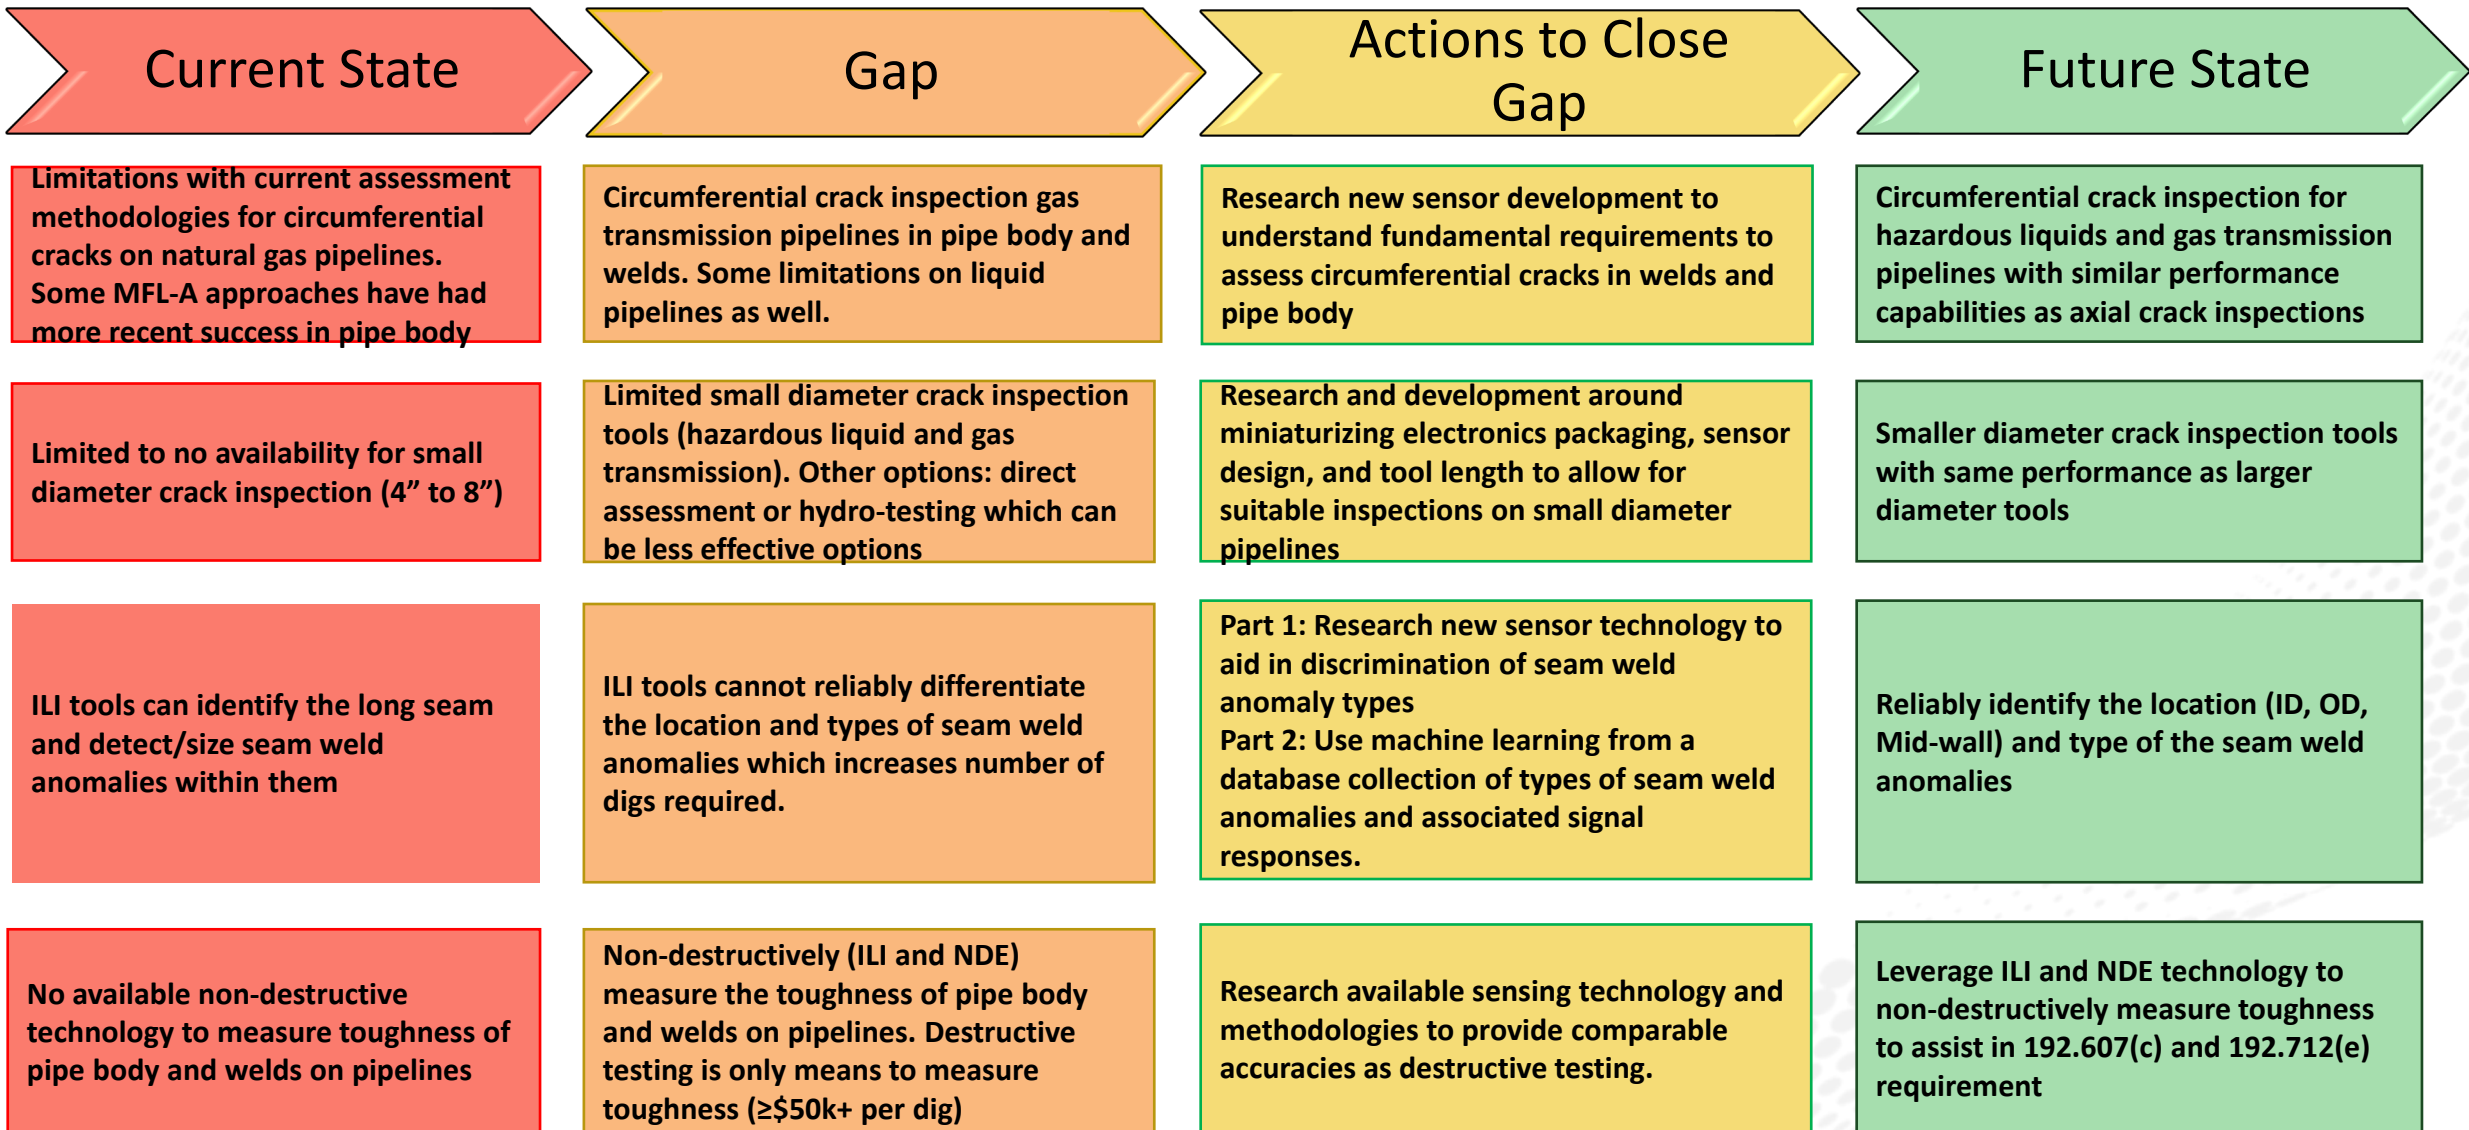 Current State
Gap
Actions to Close
Gap
Future State
Limitations with current assessment
methodologies for circumferential
cracks on natural gas pipelines.
Some MFL-A approaches have had
more recent success in pipe body
Circumferential crack inspection gas
transmission pipelines in pipe body and
welds. Some limitations on liquid
pipelines as well.
Research new sensor development to
understand fundamental requirements to
assess circumferential cracks in welds and
pipe body
Circumferential crack inspection for
hazardous liquids and gas transmission
pipelines with similar performance
capabilities as axial crack inspections
Limited to no availability for small
diameter crack inspection (4” to 8”)
Limited small diameter crack inspection
tools (hazardous liquid and gas
transmission). Other options: direct
assessment or hydro-testing which can
be less effective options
Research and development around
miniaturizing electronics packaging, sensor
design, and tool length to allow for
suitable inspections on small diameter
pipelines
Smaller diameter crack inspection tools
with same performance as larger
diameter tools
ILI tools can identify the long seam
and detect/size seam weld
anomalies within them
ILI tools cannot reliably differentiate
the location and types of seam weld
anomalies which increases number of
digs required.
Part 1: Research new sensor technology to
aid in discrimination of seam weld
anomaly types
Part 2: Use machine learning from a
database collection of types of seam weld
anomalies and associated signal
responses.
Reliably identify the location (ID, OD,
Mid-wall) and type of the seam weld
anomalies
No available non-destructive
technology to measure toughness of
pipe body and welds on pipelines
Non-destructively (ILI and NDE)
measure the toughness of pipe body
and welds on pipelines. Destructive
testing is only means to measure
toughness (≥$50k+ per dig)
Research available sensing technology and
methodologies to provide comparable
accuracies as destructive testing.
Leverage ILI and NDE technology to
non-destructively measure toughness
to assist in 192.607(c) and 192.712(e)
requirement